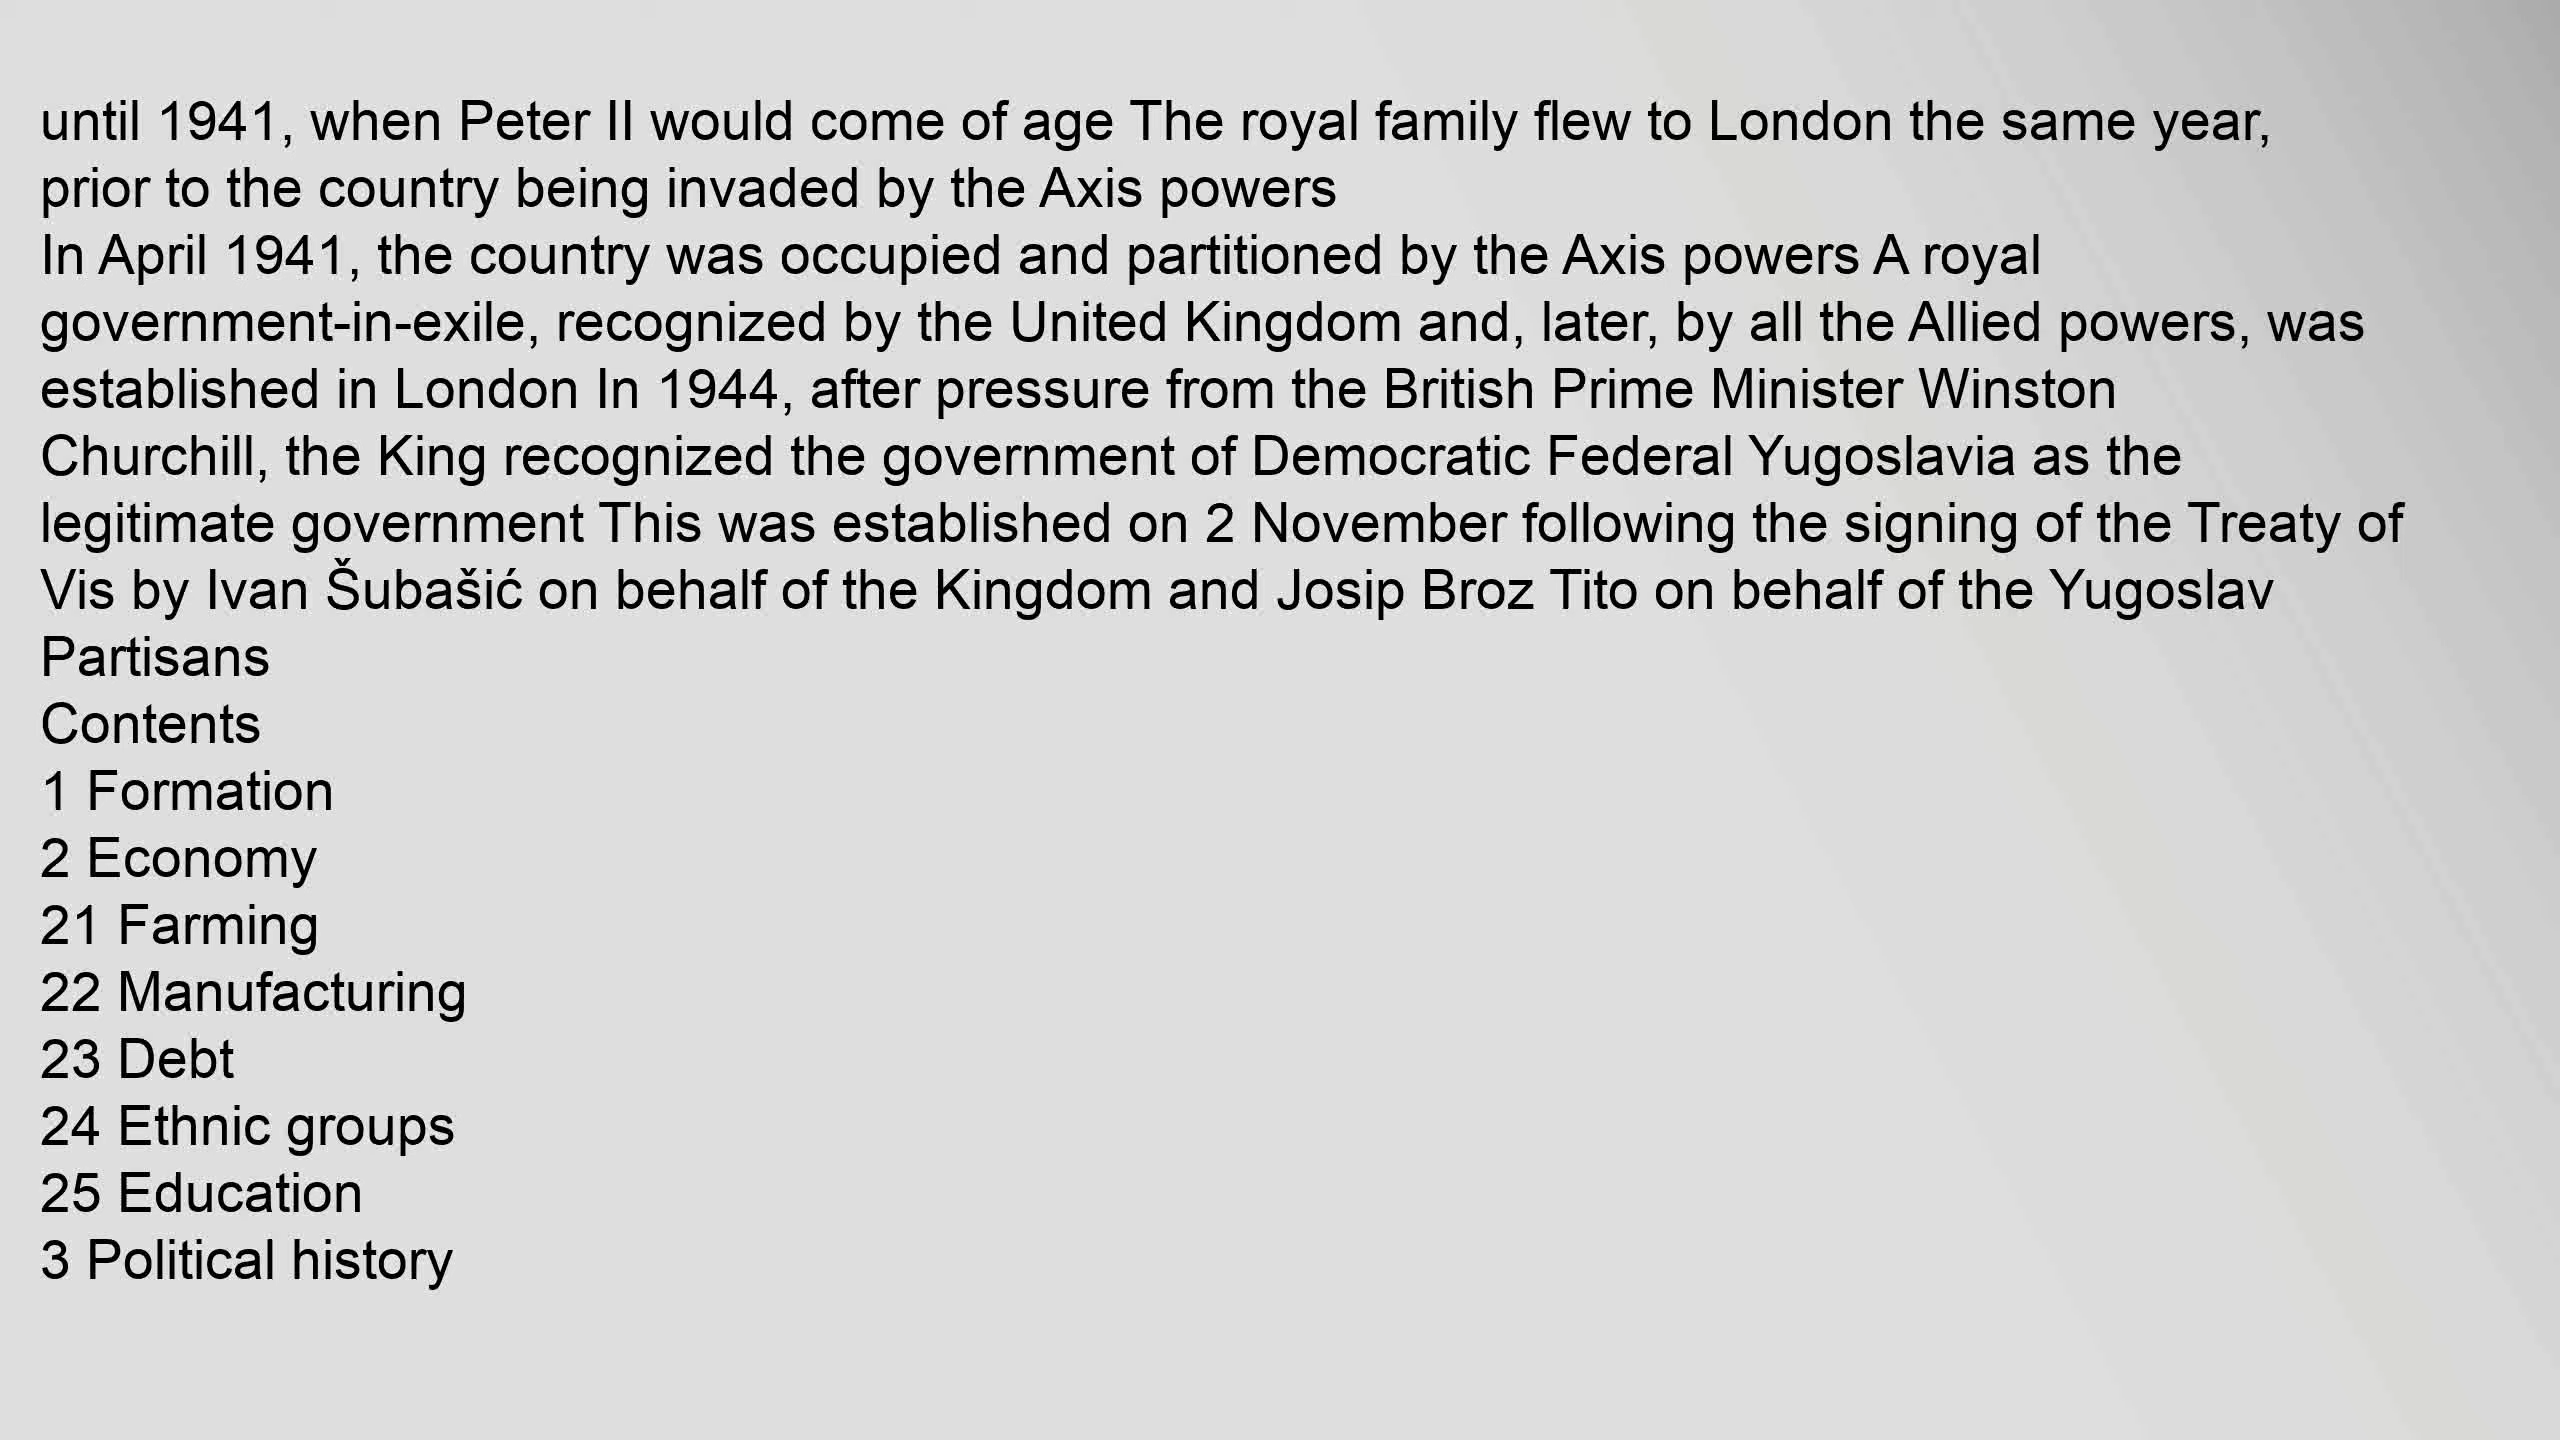 until 1941, when Peter II would come of age The royal family flew to London the same year,
prior to the country being invaded by the Axis powers
In April 1941, the country was occupied and partitioned by the Axis powers A royal
government-in-exile, recognized by the United Kingdom and, later, by all the Allied powers, was
established in London In 1944, after pressure from the British Prime Minister Winston
Churchill, the King recognized the government of Democratic Federal Yugoslavia as the
legitimate government This was established on 2 November following the signing of the Treaty of
Vis by Ivan Šubašić on behalf of the Kingdom and Josip Broz Tito on behalf of the Yugoslav
Partisans
Contents
1 Formation
2 Economy
21 Farming
22 Manufacturing
23 Debt
24 Ethnic groups
25 Education
3 Political history